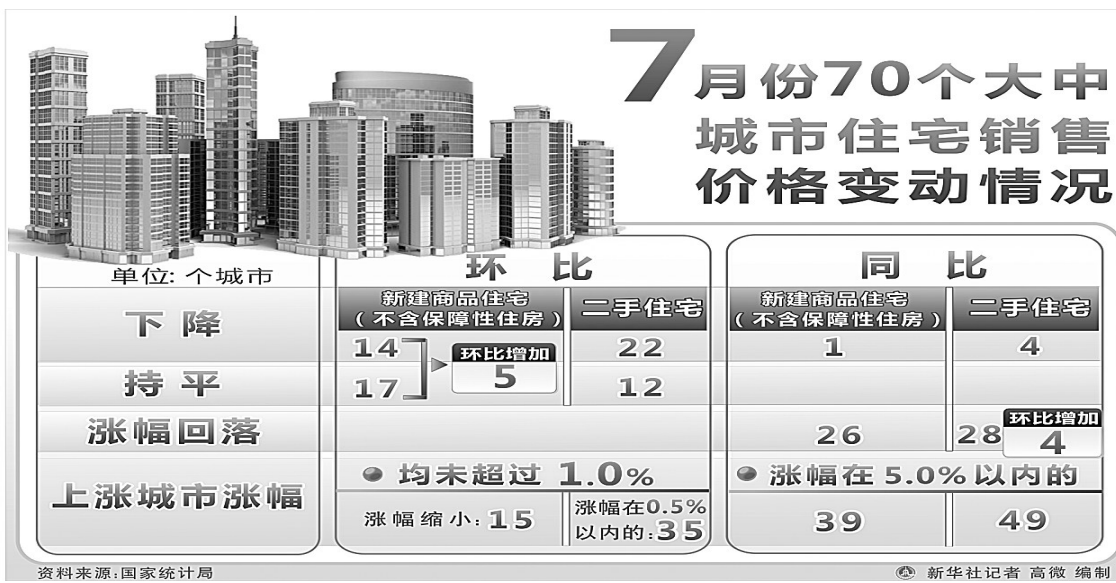 7月份70个大中
城市住宅销售
价格变动情况
单位:个城市
环 比
同 比
新建商品住宅
(不含保障性住房)
二手住宅
新建商品住宅
(不含保障性住房)
二手住宅
下降
14
环比增加
5
22
1
4
持平
17
12
涨幅回落
26
28
环比增加
4
上涨城市涨幅
均未超过 1.0%
涨幅在 5.0%以内的
涨幅缩小:15
涨幅在0.5%
以内的:35
39
49
资料来源:国家统计局
新华社记者 高微 编制